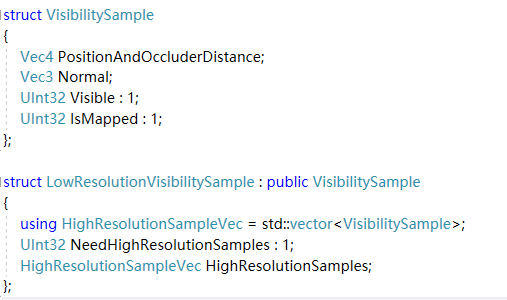 struct VisibilitySample
{
Vec4 PositionAndOccluderDistance;
Vec3 Normal;
UInt32 Visible : 1;
UInt32 IsMapped : 1;
};
struct LowResolutionVisibilitySample : public VisibilitySample
{
using HighResolutionSampleVec = std::vector<VisibilitySample>;
UInt32 NeedHighResolutionSamples : 1;
HighResolutionSampleVec HighResolutionSamples;
};